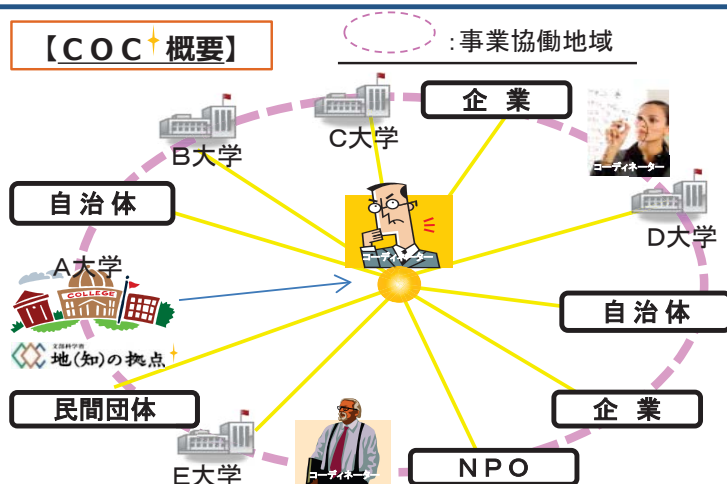 【COC+概要】
:事業協働地域
企業
C大学
B大学
コーディネーター
自治体
コーディネーター
D大学
A大学
COLLEGE
自治体
文部科学省
地(知)の拠点
民間団体
企業
E大学
コーディネーター
NPO